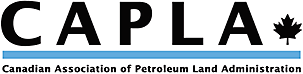 CAPLA
Canadian Association of Petroleum Land Administration